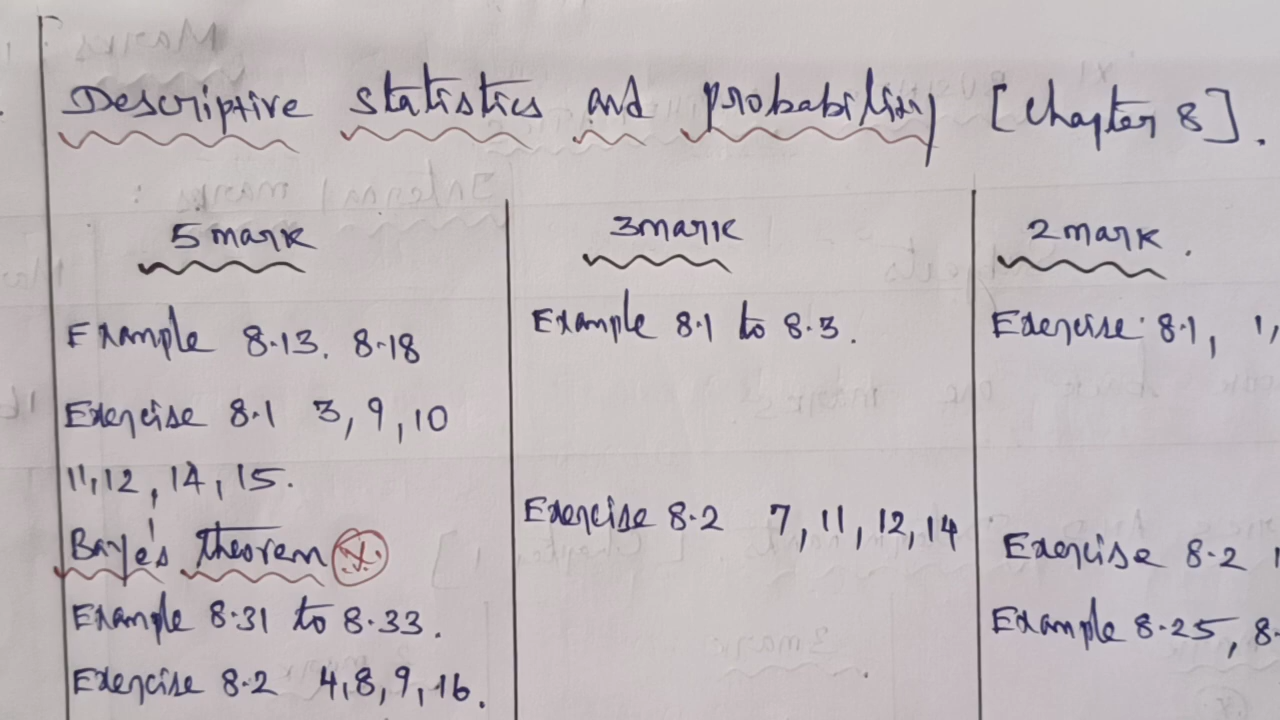 Descriptive statistics and probability [Chapter 8].
5 mark
Example 8.13, 8.18
Exercise 8.1 3, 9, 10
11, 12, 14, 15.
Baye's theorem
Example 8.31 to 8.33.
Exercise 8.2 4, 8, 9, 16.
3 mark
Example 8.1 to 8.3.
Exercise 8.2 7, 11, 12, 14
2 mark.
Exercise 8.1, 1,
Exercise 8.2
Example 8.25, 8.